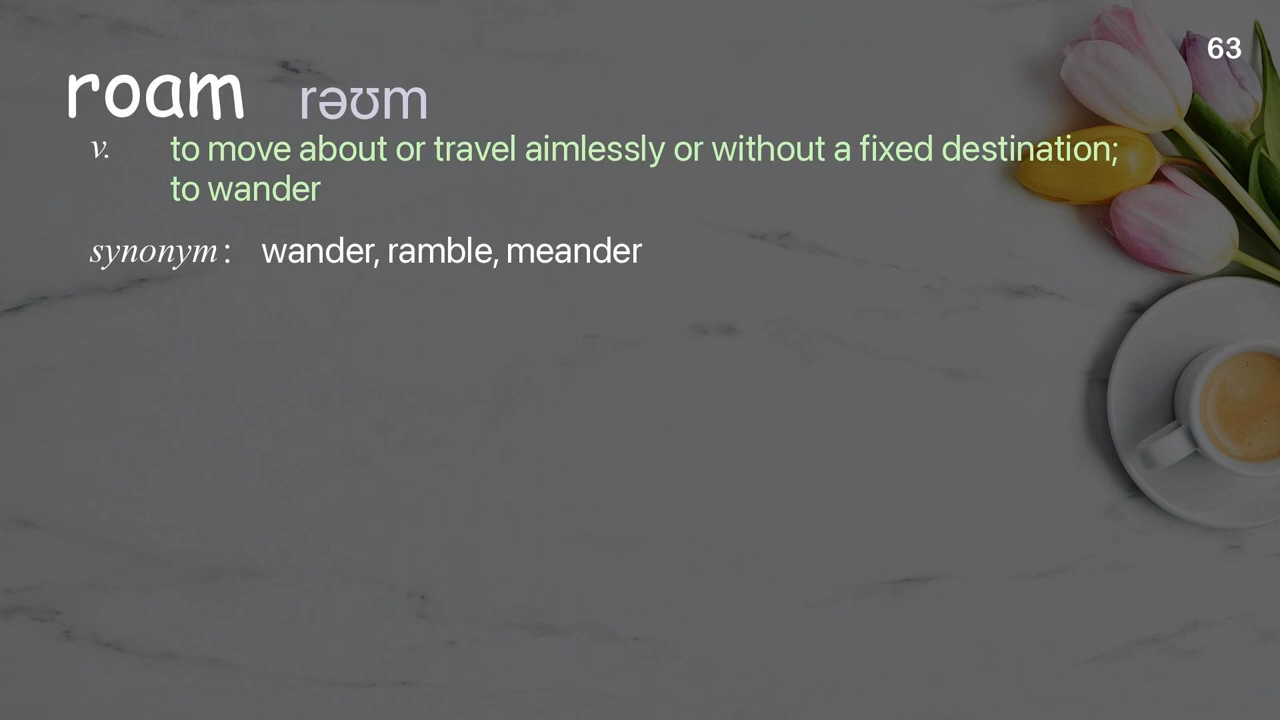 63
roam rəʊm
v. to move about or travel aimlessly or without a fixed destination;
to wander
synonym : wander, ramble, meander